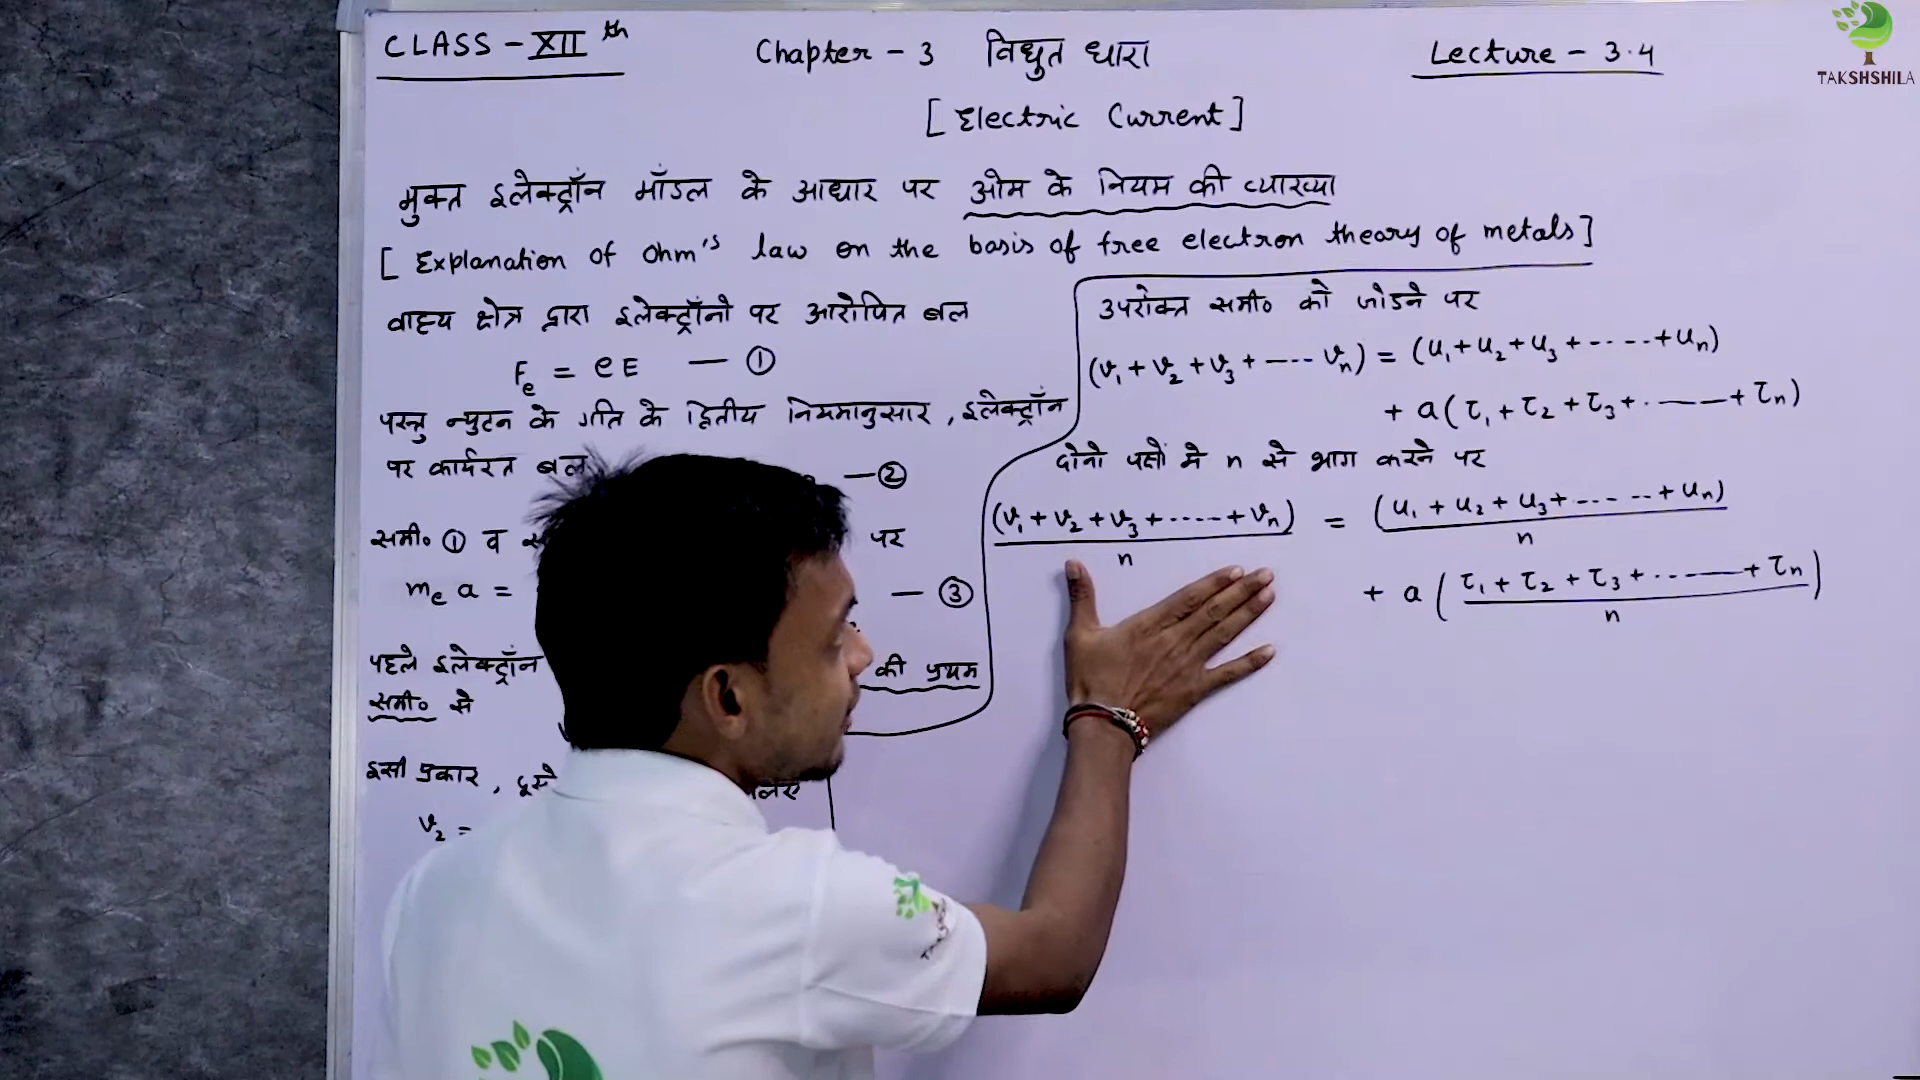 CLASS - XII th
Chapter - 3 विद्युत धारा
Lecture - 3.4
TAKSHSHILA
[ Electric Current ]
मुक्त इलेक्ट्रॉन मॉडल के आधार पर ओम के नियम की व्याख्या
[ Explanation of Ohm's law on the basis of free electron theory of metals ]
वाह्य क्षेत्र द्वारा इलेक्ट्रॉनो पर आरोपित बल
Fe = eE — ①
परन्तु न्युटन के गति के द्वितीय नियमानुसार , इलेक्ट्रॉन
पर कार्यरत बल — ②
समी० ① व पर
me a = — ③
पहले इलेक्ट्रॉन की प्रथम
समी० से
इसी प्रकार ,
v2 =
उपरोक्त समी० को जोडने पर
(v1 + v2 + v3 + ---- vn) = (u1 + u2 + u3 + ----- + un)
+ a(τ1 + τ2 + τ3 + ------ + τn)
दोनो पक्षों मे n से भाग करने पर
(v1 + v2 + v3 + ----- + vn) / n = (u1 + u2 + u3 + ------ + un) / n
+ a ( τ1 + τ2 + τ3 + ------ + τn / n )